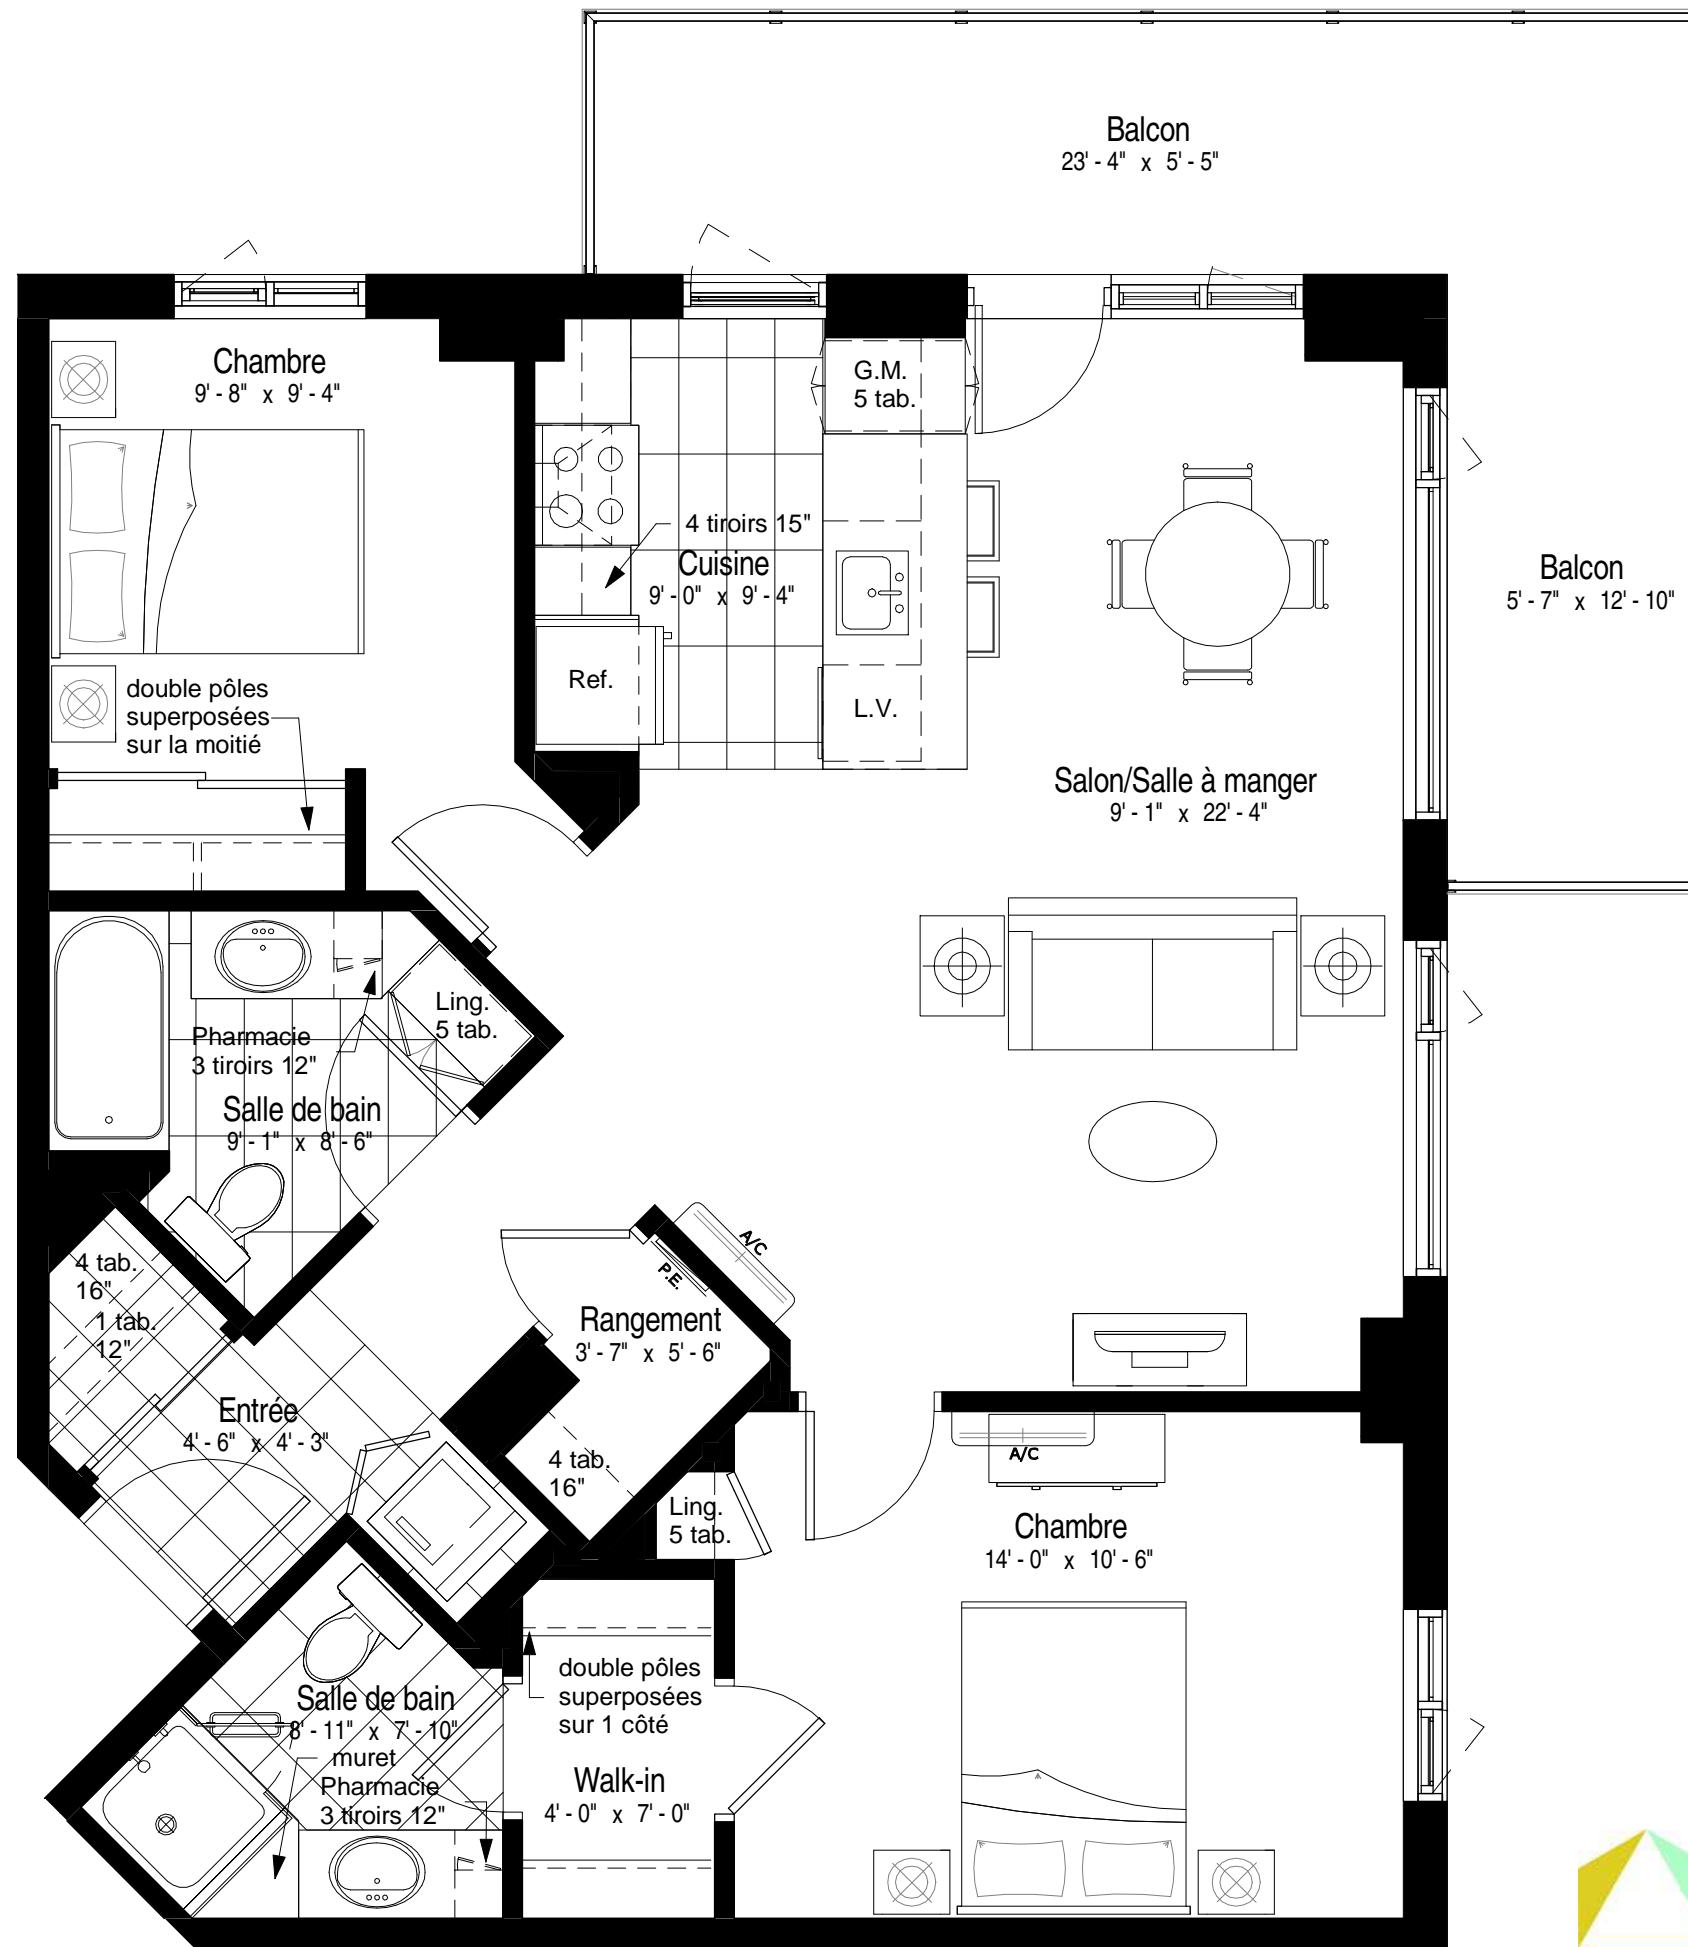 Balcon
23' - 4" x 5' - 5"
Chambre
9' - 8" x 9' - 4"
G.M.
5 tab.
4 tiroirs 15"
Cuisine
9' - 0" x 9' - 4"
Balcon
5' - 7" x 12' - 10"
Ref.
L.V.
double pôles
superposées
sur la moitié
Salon/Salle à manger
9' - 1" x 22' - 4"
Ling.
5 tab.
Pharmacie
3 tiroirs 12"
Salle de bain
9' - 1" x 8' - 6"
A/C
P.E.
4 tab.
16"
1 tab.
12"
Rangement
3' - 7" x 5' - 6"
Entrée
4' - 6" x 4' - 3"
4 tab.
16"
A/C
Ling.
5 tab.
Chambre
14' - 0" x 10' - 6"
double pôles
superposées
sur 1 côté
Salle de bain
8' - 11" x 7' - 10"
muret
Pharmacie
3 tiroirs 12"
Walk-in
4' - 0" x 7' - 0"